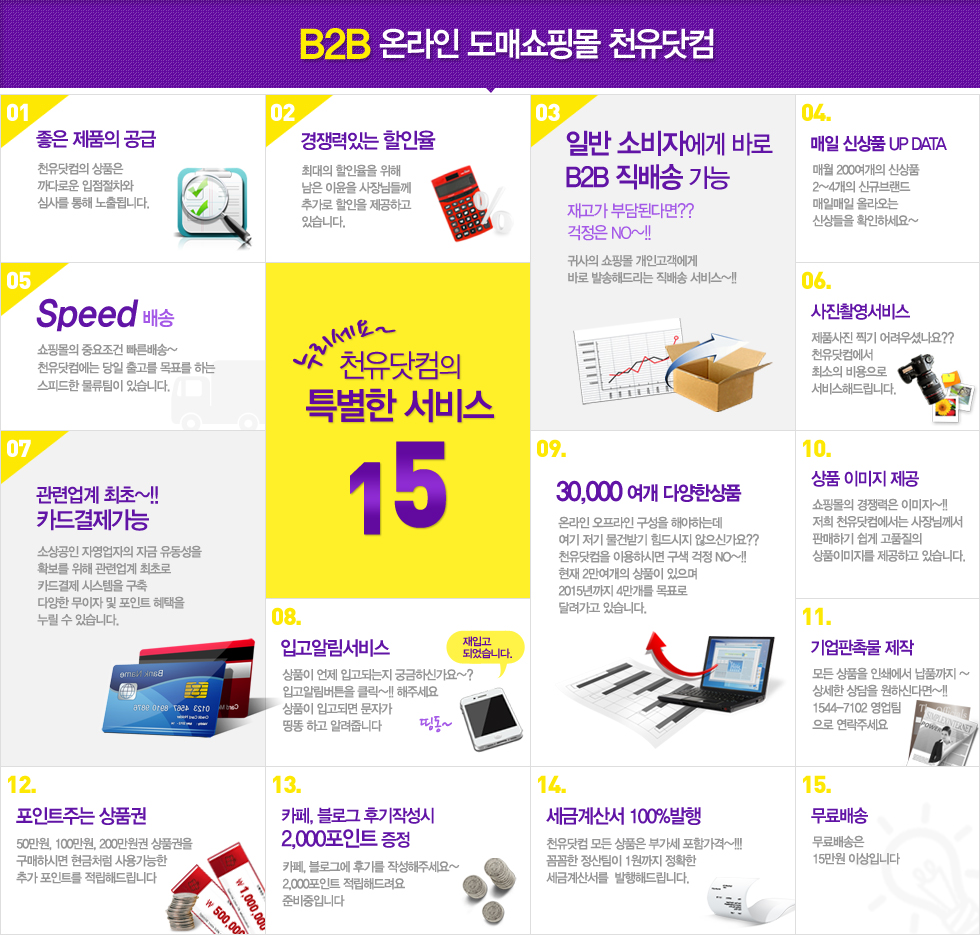 B2B 온라인 도매쇼핑몰 천유닷컴
01
좋은 제품의 공급
천유닷컴의 상품은
까다로운 입점절차와
심사를 통해 노출됩니다.
02
경쟁력있는 할인율
최대의 할인율을 위해
남은 이윤을 사장님들께
추가로 할인을 제공하고
있습니다.
%
03
일반 소비자에게 바로
B2B 직배송 가능
재고가 부담된다면??
걱정은 NO~!!
귀사의 쇼핑몰 개인고객에게
바로 발송해드리는 직배송 서비스~!!
04.
매일 신상품 UP DATA
매월 200여개의 신상품
2~4개의 신규브랜드
매일매일 올라오는
신상들을 확인하세요~
05
Speed 배송
쇼핑몰의 중요조건 빠른배송~
천유닷컴에는 당일 출고를 목표를 하는
스피드한 물류팀이 있습니다.
누리세요~
천유닷컴의
특별한 서비스
15
06.
사진촬영서비스
제품사진 찍기 어려우셨나요??
천유닷컴에서
최소의 비용으로
서비스해드립니다.
07
관련업계 최초~!!
카드결제가능
소상공인 자영업자의 자금 유동성을
확보를 위해 관련업계 최초로
카드결제 시스템을 구축
다양한 무이자 및 포인트 혜택을
누릴 수 있습니다.
Bank Name
0123 4567 8910 9876
08.
입고알림서비스
상품이 언제 입고되는지 궁금하신가요~?
입고알림버튼을 클릭~!! 해주세요
상품이 입고되면 문자가
띵똥 하고 알려줍니다
재입고
되었습니다.
띵동~
09.
30,000 여개 다양한상품
온라인 오프라인 구성을 해야하는데
여기 저기 물건받기 힘드시지 않으신가요??
천유닷컴을 이용하시면 구색 걱정 NO~!!
현재 2만여개의 상품이 있으며
2015년까지 4만개를 목표로
달려가고 있습니다.
10.
상품 이미지 제공
쇼핑몰의 경쟁력은 이미지~!!
저희 천유닷컴에서는 사장님께서
판매하기 쉽게 고품질의
상품이미지를 제공하고 있습니다.
11.
기업판촉물 제작
모든 상품을 인쇄에서 납품까지 ~
상세한 상담을 원하신다면~!!
1544-7102 영업팀
으로 연락주세요
12.
포인트주는 상품권
50만원, 100만원, 200만원권 상품권을
구매하시면 현금처럼 사용가능한
추가 포인트를 적립해드립니다
₩ 500,000
₩ 1,000,000
13.
카페, 블로그 후기작성시
2,000포인트 증정
카페, 블로그에 후기를 작성해주세요~
2,000포인트 적립해드려요
준비중입니다
14.
세금계산서 100%발행
천유닷컴 모든 상품은 부가세 포함가격~!!!
꼼꼼한 정산팀이 1원까지 정확한
세금계산서를 발행해드립니다.
15.
무료배송
무료배송은
15만원 이상입니다